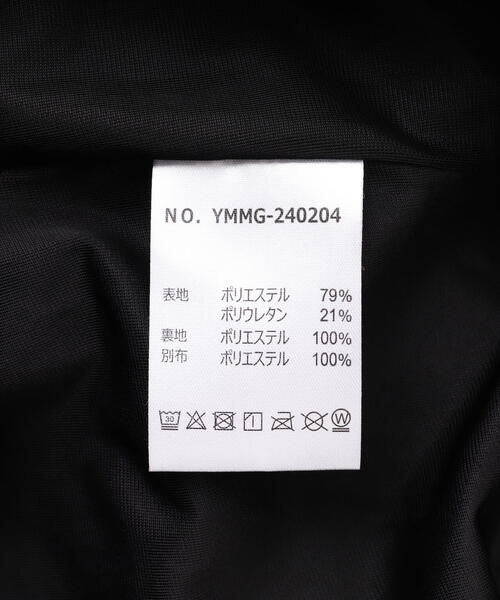 NO. YMMG-240204
表地 ポリエステル 79%
ポリウレタン 21%
裏地 ポリエステル 100%
別布 ポリエステル 100%
30 W